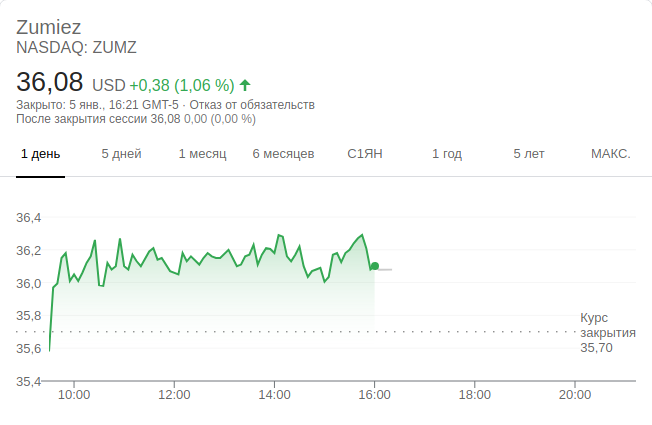 Zumiez
NASDAQ: ZUMZ
36,08 USD +0,38 (1,06 %)
Закрыто: 5 янв., 16:21 GMT-5 · Отказ от обязательств
После закрытия сессии 36,08 0,00 (0,00 %)
1 день 5 дней 1 месяц 6 месяцев С1ЯН 1 год 5 лет МАКС.
36,4
36,2
36,0
35,8
35,6
35,4
Курс
закрытия
35,70
10:00 12:00 14:00 16:00 18:00 20:00